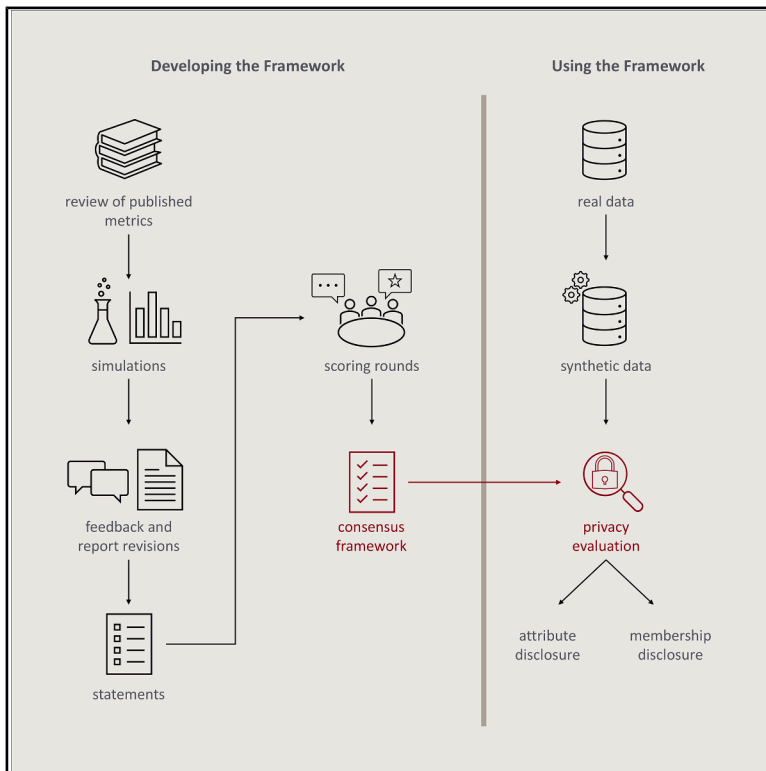 Developing the Framework
review of published
metrics
simulations
feedback and
report revisions
statements
scoring rounds
consensus
framework
Using the Framework
real data
synthetic data
privacy
evaluation
attribute
disclosure
membership
disclosure